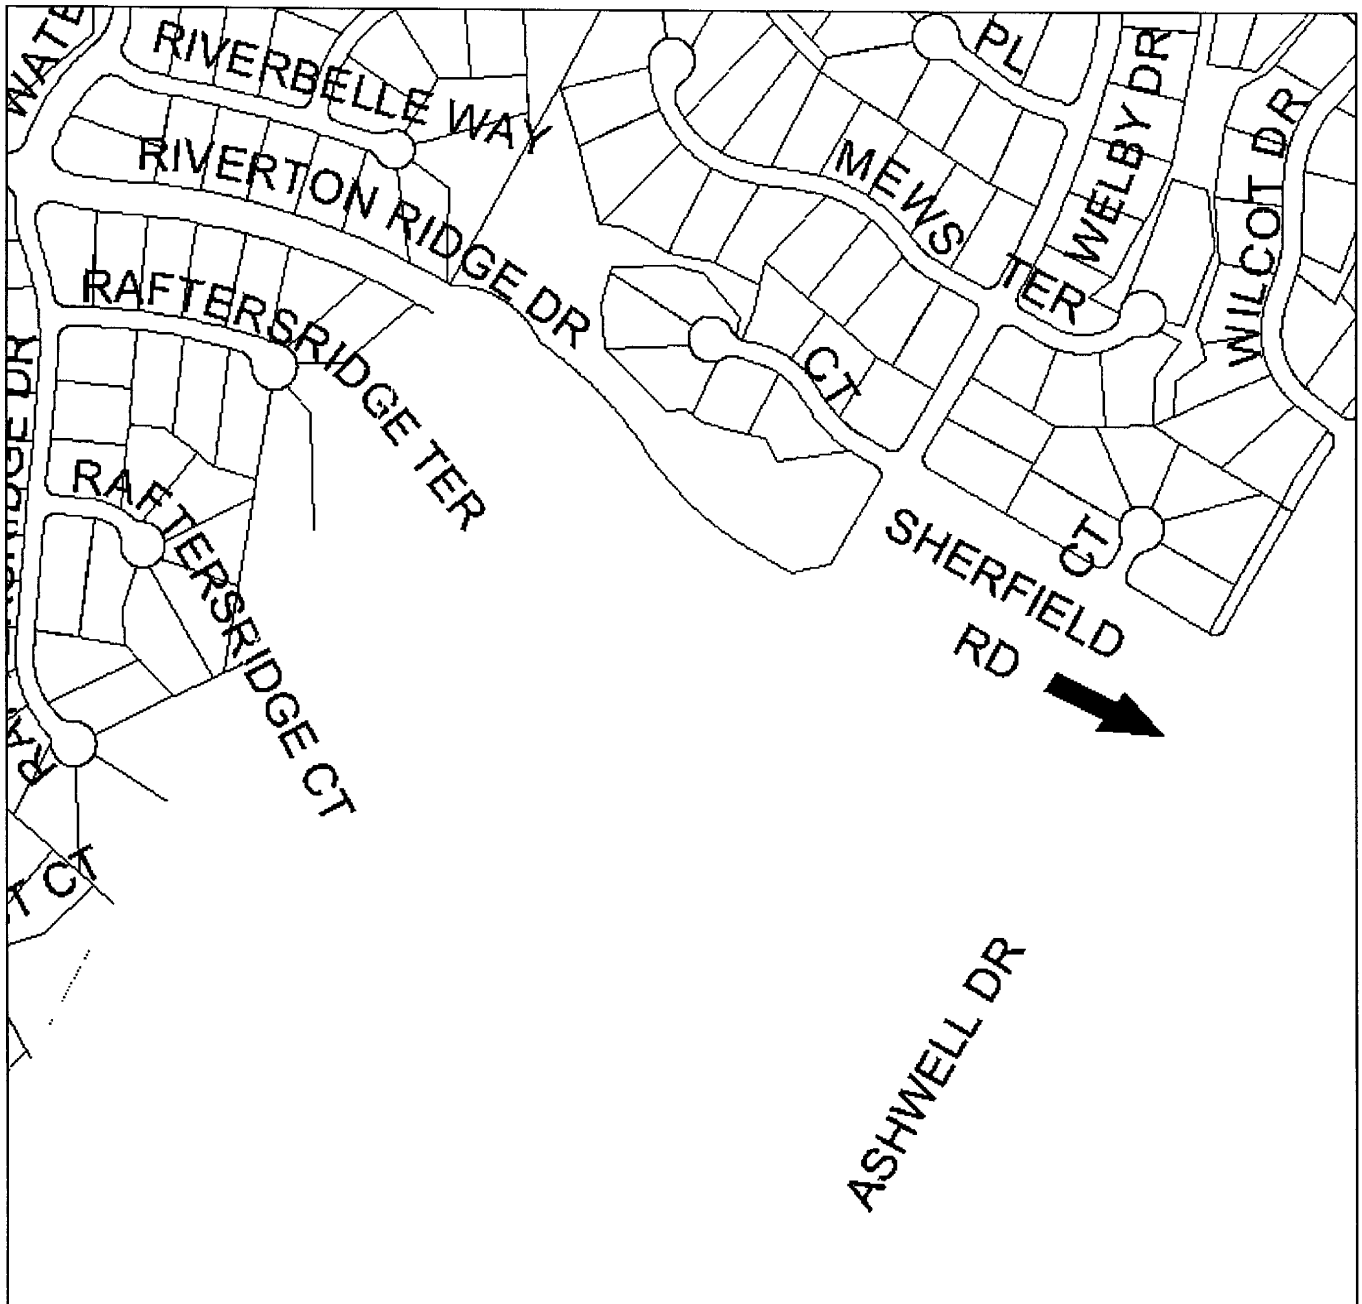 WATE
RIVERBELLE WAY
PL
WELBY DR
WILCOT DR
RIVERTON RIDGE DR
MEWS
TER
RAFTERSRIDGE TER
CT
RAFTERSRIDGE CT
CT
SHERFIELD
RD
T CT
ASHWELL DR